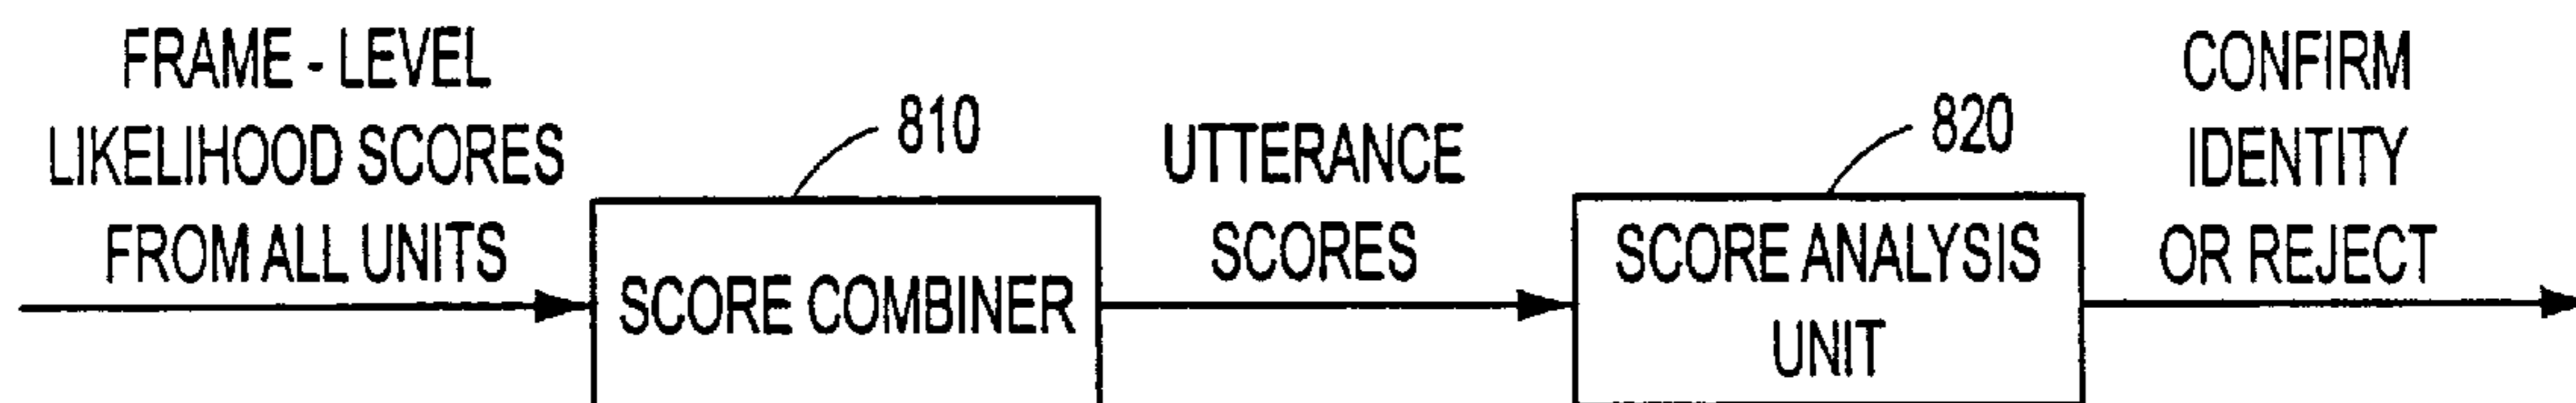 FRAME - LEVEL
LIKELIHOOD SCORES
FROM ALL UNITS
810
SCORE COMBINER
UTTERANCE
SCORES
820
SCORE ANALYSIS
UNIT
CONFIRM
IDENTITY
OR REJECT